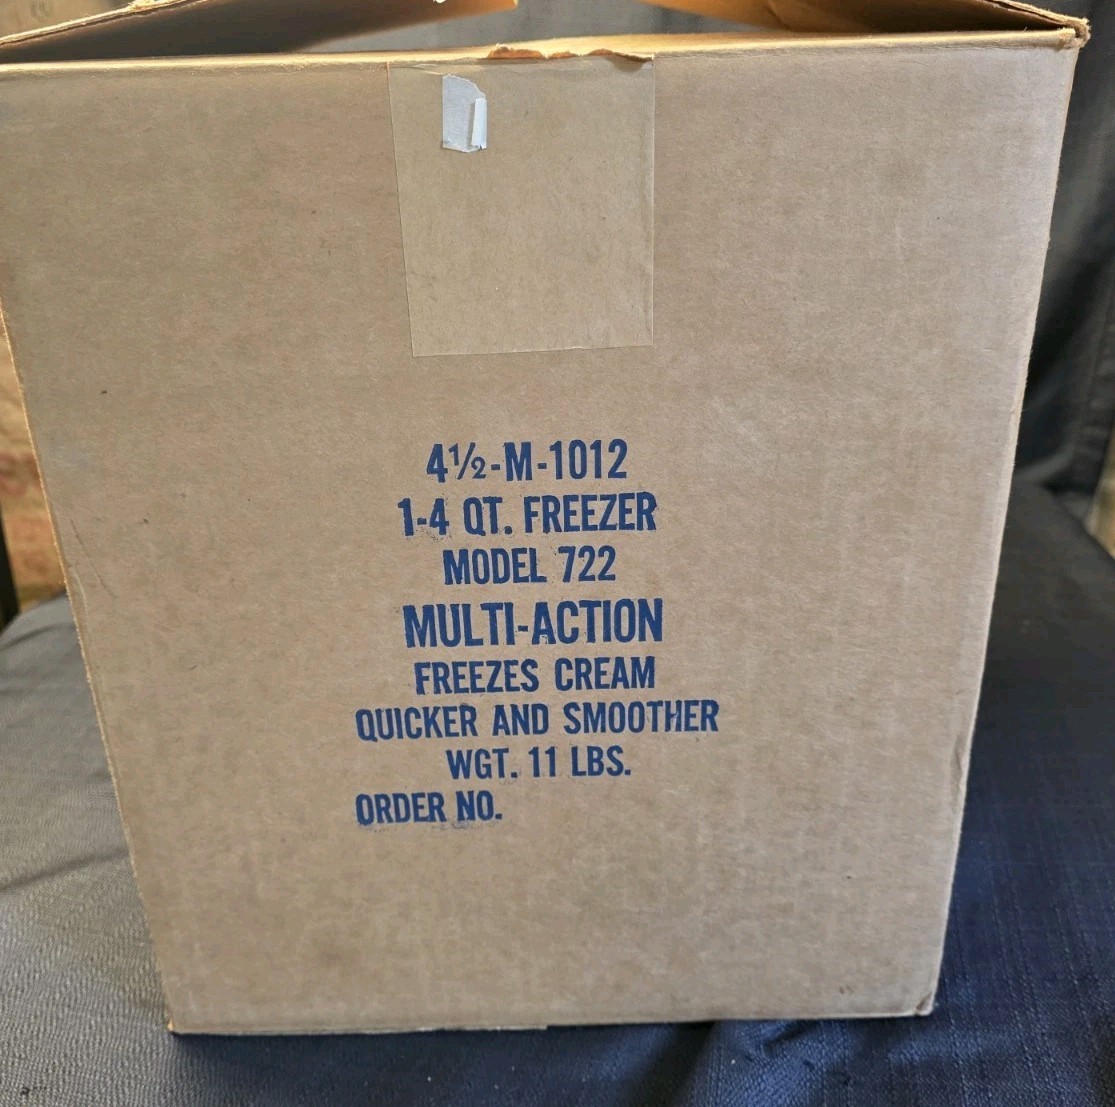 4½-M-1012
1-4 QT. FREEZER
MODEL 722
MULTI-ACTION
FREEZES CREAM
QUICKER AND SMOOTHER
WGT. 11 LBS.
ORDER NO.